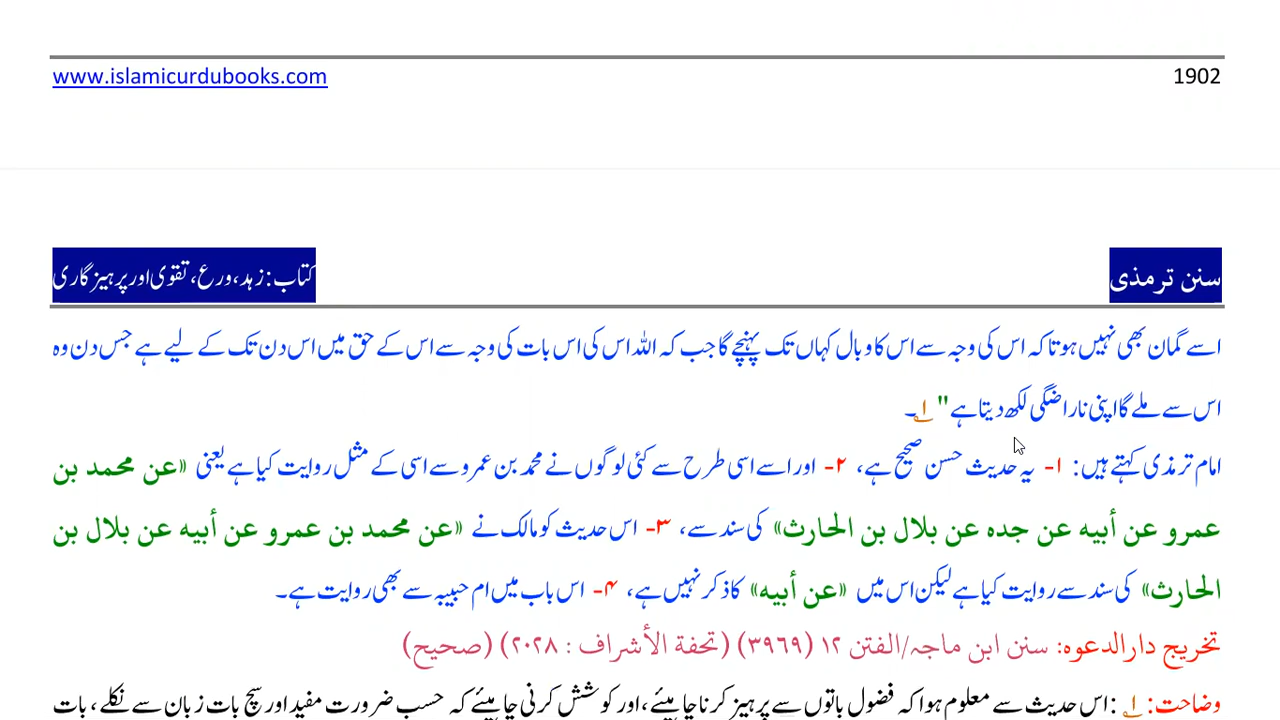 www.islamicurdubooks.com 1902
سنن ترمذی کتاب: زہد، ورع، تقوی اور پرہیزگاری
اسے گمان بھی نہیں ہوتا کہ اس کی وجہ سے اس کا وبال کہاں تک پہنچے گا جب کہ اللہ اس کی اس بات کی وجہ سے اس کے حق میں اس دن تک کے لیے ہے جس دن وہ
اس سے ملے گا اپنی ناراضگی لکھ دیتا ہے" ۱؎۔
امام ترمذی کہتے ہیں: ۱- یہ حدیث حسن صحیح ہے، ۲- اور اسے اسی طرح سے کئی لوگوں نے محمد بن عمرو سے اسی کے مثل روایت کیا ہے یعنی «عن محمد بن
عمرو عن أبيه عن جده عن بلال بن الحارث» کی سند سے، ۳- اس حدیث کو مالک نے «عن محمد بن عمرو عن أبيه عن بلال بن
الحارث» کی سند سے روایت کیا ہے لیکن اس میں «عن أبيه» کا ذکر نہیں ہے، ۴- اس باب میں ام حبیبہ سے بھی روایت ہے۔
تخریج دارالدعوہ: سنن ابن ماجہ/الفتن ۱۲ (۳۹۶۹) (تحفة الأشراف : ۲۰۲۸) (صحیح)
وضاحت: ۱؎ : اس حدیث سے معلوم ہوا کہ فضول باتوں سے پرہیز کرنا چاہیئے، اور کوشش کرنی چاہیئے کہ حسب ضرورت مفید اور سچ بات زبان سے نکلے، بات